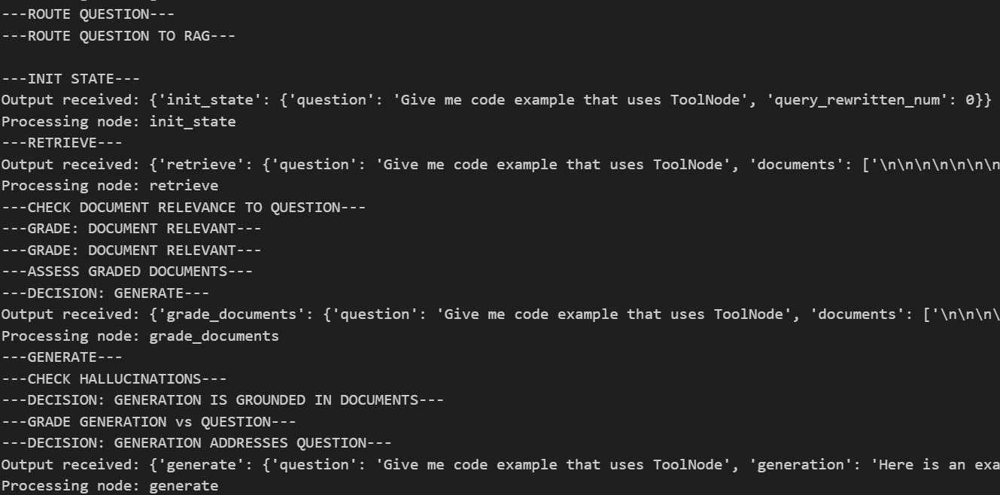 ---ROUTE QUESTION---
---ROUTE QUESTION TO RAG---
---INIT STATE---
Output received: {'init_state': {'question': 'Give me code example that uses ToolNode', 'query_rewritten_num': 0}}
Processing node: init_state
---RETRIEVE---
Output received: {'retrieve': {'question': 'Give me code example that uses ToolNode', 'documents': ['\n\n\n\n\n\n\n
Processing node: retrieve
---CHECK DOCUMENT RELEVANCE TO QUESTION---
---GRADE: DOCUMENT RELEVANT---
---GRADE: DOCUMENT RELEVANT---
---ASSESS GRADED DOCUMENTS---
---DECISION: GENERATE---
Output received: {'grade_documents': {'question': 'Give me code example that uses ToolNode', 'documents': ['\n\n\n\
Processing node: grade_documents
---GENERATE---
---CHECK HALLUCINATIONS---
---DECISION: GENERATION IS GROUNDED IN DOCUMENTS---
---GRADE GENERATION vs QUESTION---
---DECISION: GENERATION ADDRESSES QUESTION---
Output received: {'generate': {'question': 'Give me code example that uses ToolNode', 'generation': 'Here is an exa
Processing node: generate